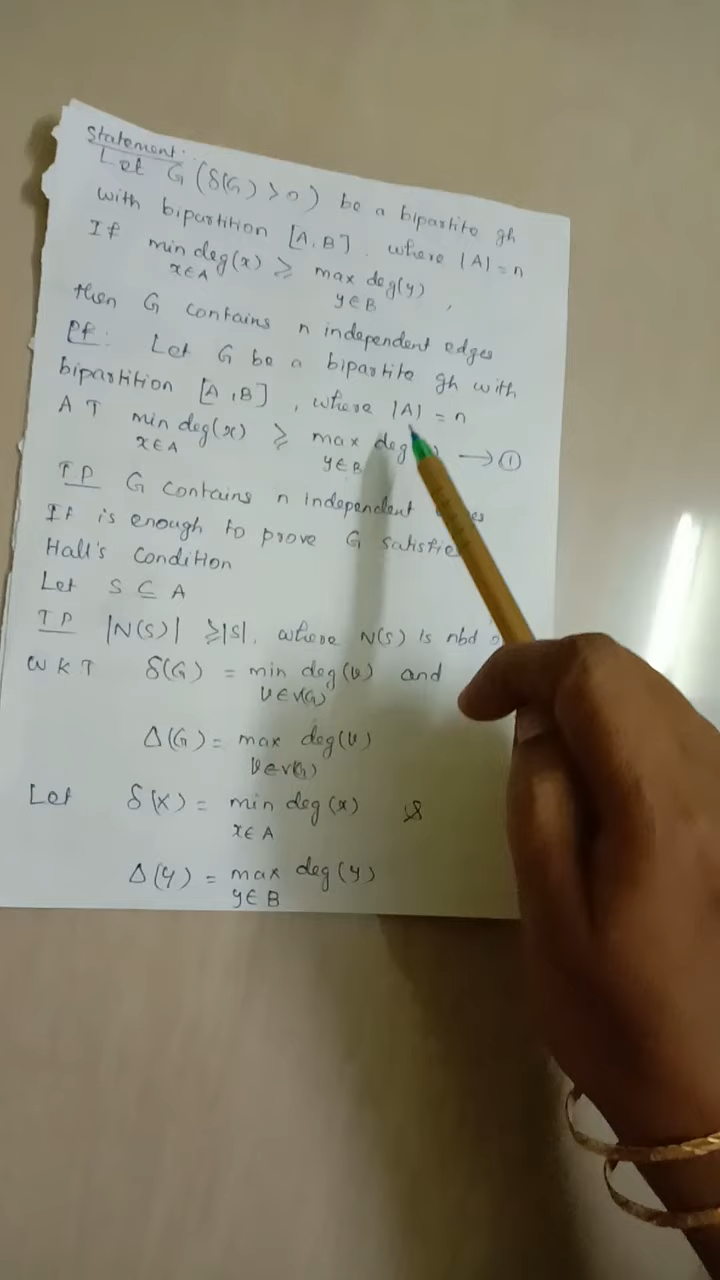 Statement:
Let G (δ(G) > 0) be a bipartite gh
with bipartition [A, B]. where |A| = n
If min deg(x) ≥ max deg(y),
x∈A y∈B
then G contains n independent edges
Pf: Let G be a bipartite gh with
bipartition [A, B], where |A| = n
A T min deg(x) ≥ max deg → ①
x∈A y∈B
TP G contains n independent
It is enough to prove G satisfie
Hall's Condition
Let S ⊆ A
TP |N(S)| ≥ |S|, where N(S) is nbd
W K T δ(G) = min deg(v) and
v∈V(G)
Δ(G) = max deg(v)
v∈V(G)
Let δ(X) = min deg(x) &
x∈A
Δ(Y) = max deg(y)
y∈B